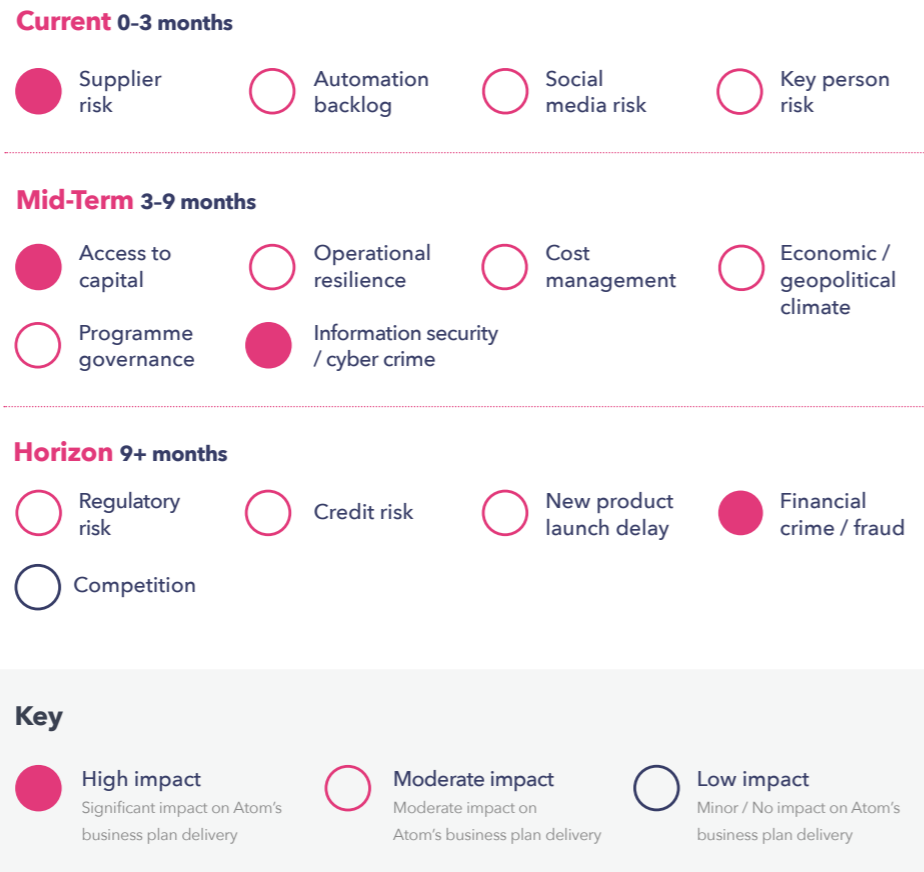 Current 0–3 months
Supplier
risk
Automation
backlog
Social
media risk
Key person
risk
Mid-Term 3–9 months
Access to
capital
Operational
resilience
Cost
management
Economic /
geopolitical
climate
Programme
governance
Information security
/ cyber crime
Horizon 9+ months
Regulatory
risk
Credit risk
New product
launch delay
Financial
crime / fraud
Competition
Key
High impact
Significant impact on Atom's
business plan delivery
Moderate impact
Moderate impact on
Atom's business plan delivery
Low impact
Minor / No impact on Atom's
business plan delivery